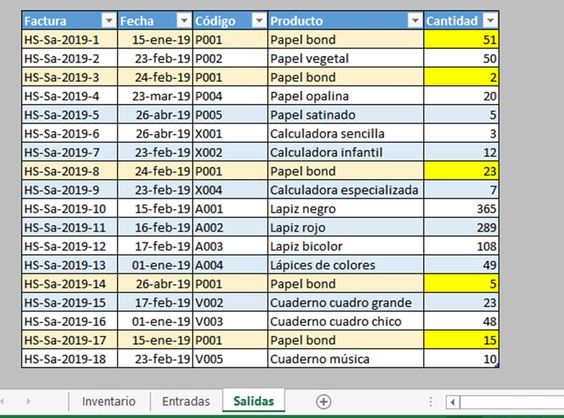 Factura Fecha Código Producto Cantidad
HS-Sa-2019-1 15-ene-19 P001 Papel bond 51
HS-Sa-2019-2 23-feb-19 P002 Papel vegetal 50
HS-Sa-2019-3 24-feb-19 P001 Papel bond 2
HS-Sa-2019-4 23-mar-19 P004 Papel opalina 20
HS-Sa-2019-5 26-abr-19 P005 Papel satinado 5
HS-Sa-2019-6 26-abr-19 X001 Calculadora sencilla 3
HS-Sa-2019-7 23-feb-19 X002 Calculadora infantil 12
HS-Sa-2019-8 24-feb-19 P001 Papel bond 23
HS-Sa-2019-9 23-feb-19 X004 Calculadora especializada 7
HS-Sa-2019-10 15-feb-19 A001 Lapiz negro 365
HS-Sa-2019-11 16-feb-19 A002 Lapiz rojo 289
HS-Sa-2019-12 17-feb-19 A003 Lapiz bicolor 108
HS-Sa-2019-13 01-ene-19 A004 Lápices de colores 49
HS-Sa-2019-14 26-abr-19 P001 Papel bond 5
HS-Sa-2019-15 17-feb-19 V002 Cuaderno cuadro grande 23
HS-Sa-2019-16 01-ene-19 V003 Cuaderno cuadro chico 48
HS-Sa-2019-17 15-ene-19 P001 Papel bond 15
HS-Sa-2019-18 23-feb-19 V005 Cuaderno música 10
Inventario Entradas Salidas